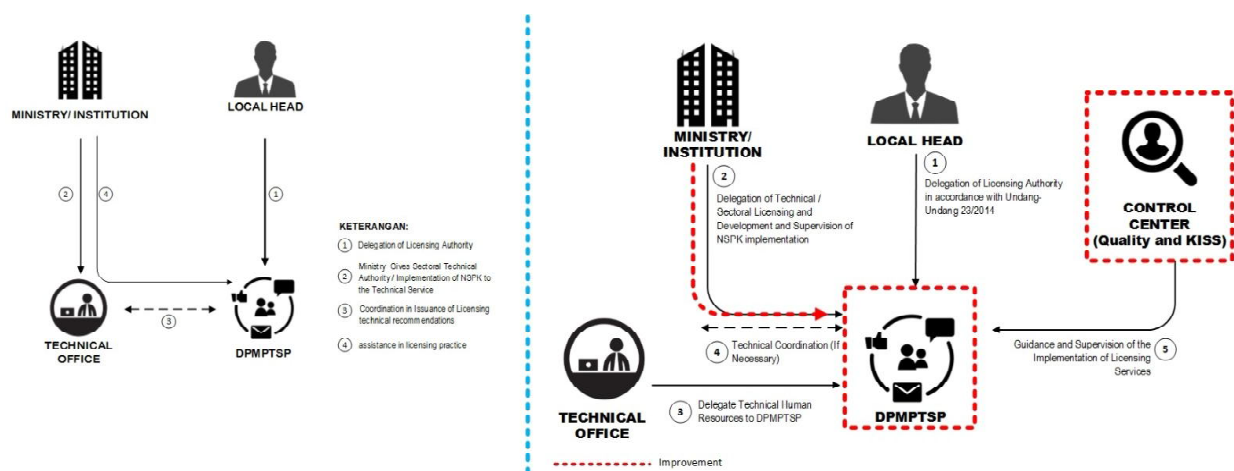 MINISTRY/ INSTITUTION
LOCAL HEAD
2
4
1
3
TECHNICAL
OFFICE
DPMPTSP
KETERANGAN:
1 Delegation of Licensing Authority
2 Ministry Gives Sectoral Technical
Authority / Implementation of NSPK to
the Technical Service
3 Coordination in Issuance of Licensing
technical recommendations
4 assistance in licensing practice
MINISTRY/
INSTITUTION
LOCAL HEAD
2
Delegation of Technical /
Sectoral Licensing and
Development and Supervision of
NSPK implementation
1
Delegation of Licensing Authority
in accordance with Undang-
Undang 23/2014
CONTROL
CENTER
(Quality and KISS)
4 Technical Coordination (If
Necessary)
Guidance and Supervision of the
Implementation of Licensing
Services
5
TECHNICAL
OFFICE
3 Delegate Technical Human
Resources to DPMPTSP
DPMPTSP
Improvement